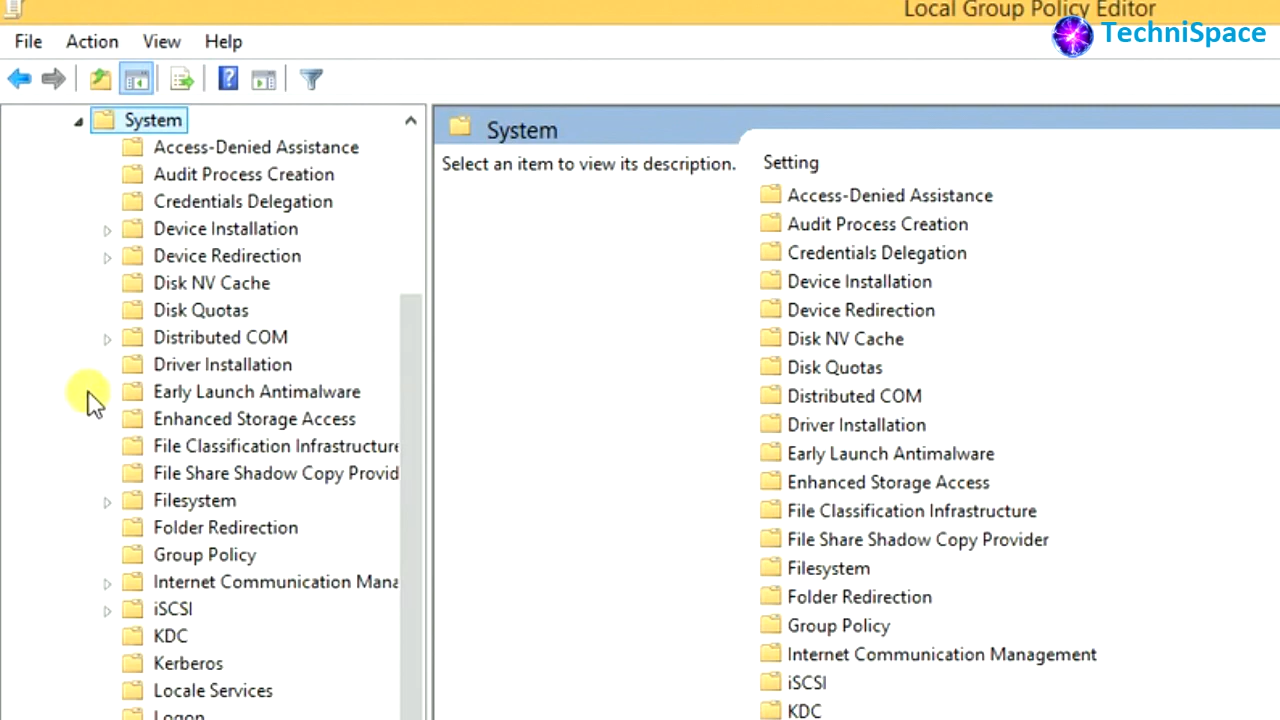 Local Group Policy Editor
TechniSpace
File Action View Help
System
Access-Denied Assistance
Audit Process Creation
Credentials Delegation
Device Installation
Device Redirection
Disk NV Cache
Disk Quotas
Distributed COM
Driver Installation
Early Launch Antimalware
Enhanced Storage Access
File Classification Infrastructure
File Share Shadow Copy Provid
Filesystem
Folder Redirection
Group Policy
Internet Communication Mana
iSCSI
KDC
Kerberos
Locale Services
Logon
System
Select an item to view its description.
Setting
Access-Denied Assistance
Audit Process Creation
Credentials Delegation
Device Installation
Device Redirection
Disk NV Cache
Disk Quotas
Distributed COM
Driver Installation
Early Launch Antimalware
Enhanced Storage Access
File Classification Infrastructure
File Share Shadow Copy Provider
Filesystem
Folder Redirection
Group Policy
Internet Communication Management
iSCSI
KDC